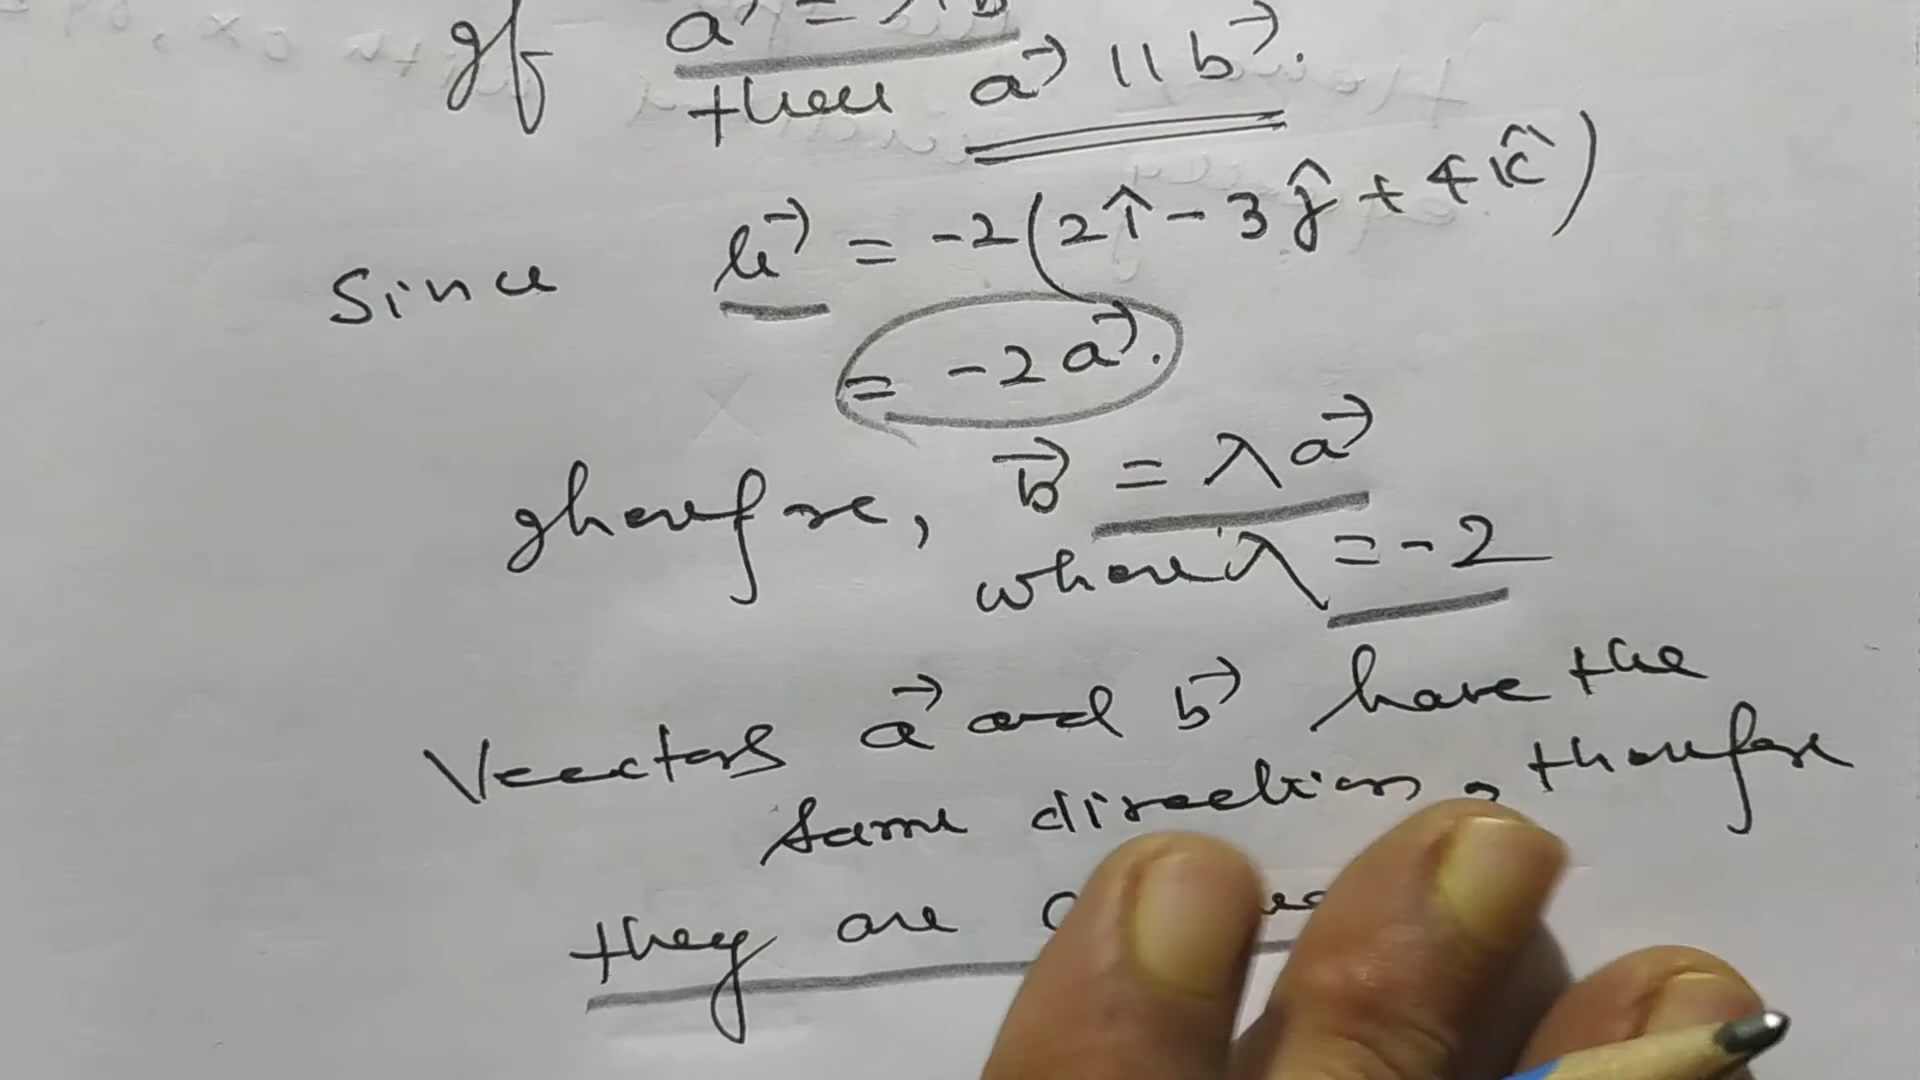 If a⃗ = λb⃗
then a⃗ || b⃗.
Since b⃗ = -2(2î - 3ĵ + 4k̂)
= -2a⃗.
Therefore, b⃗ = λa⃗
where λ = -2
Vectors a⃗ and b⃗ have the
same direction, therefore
they are